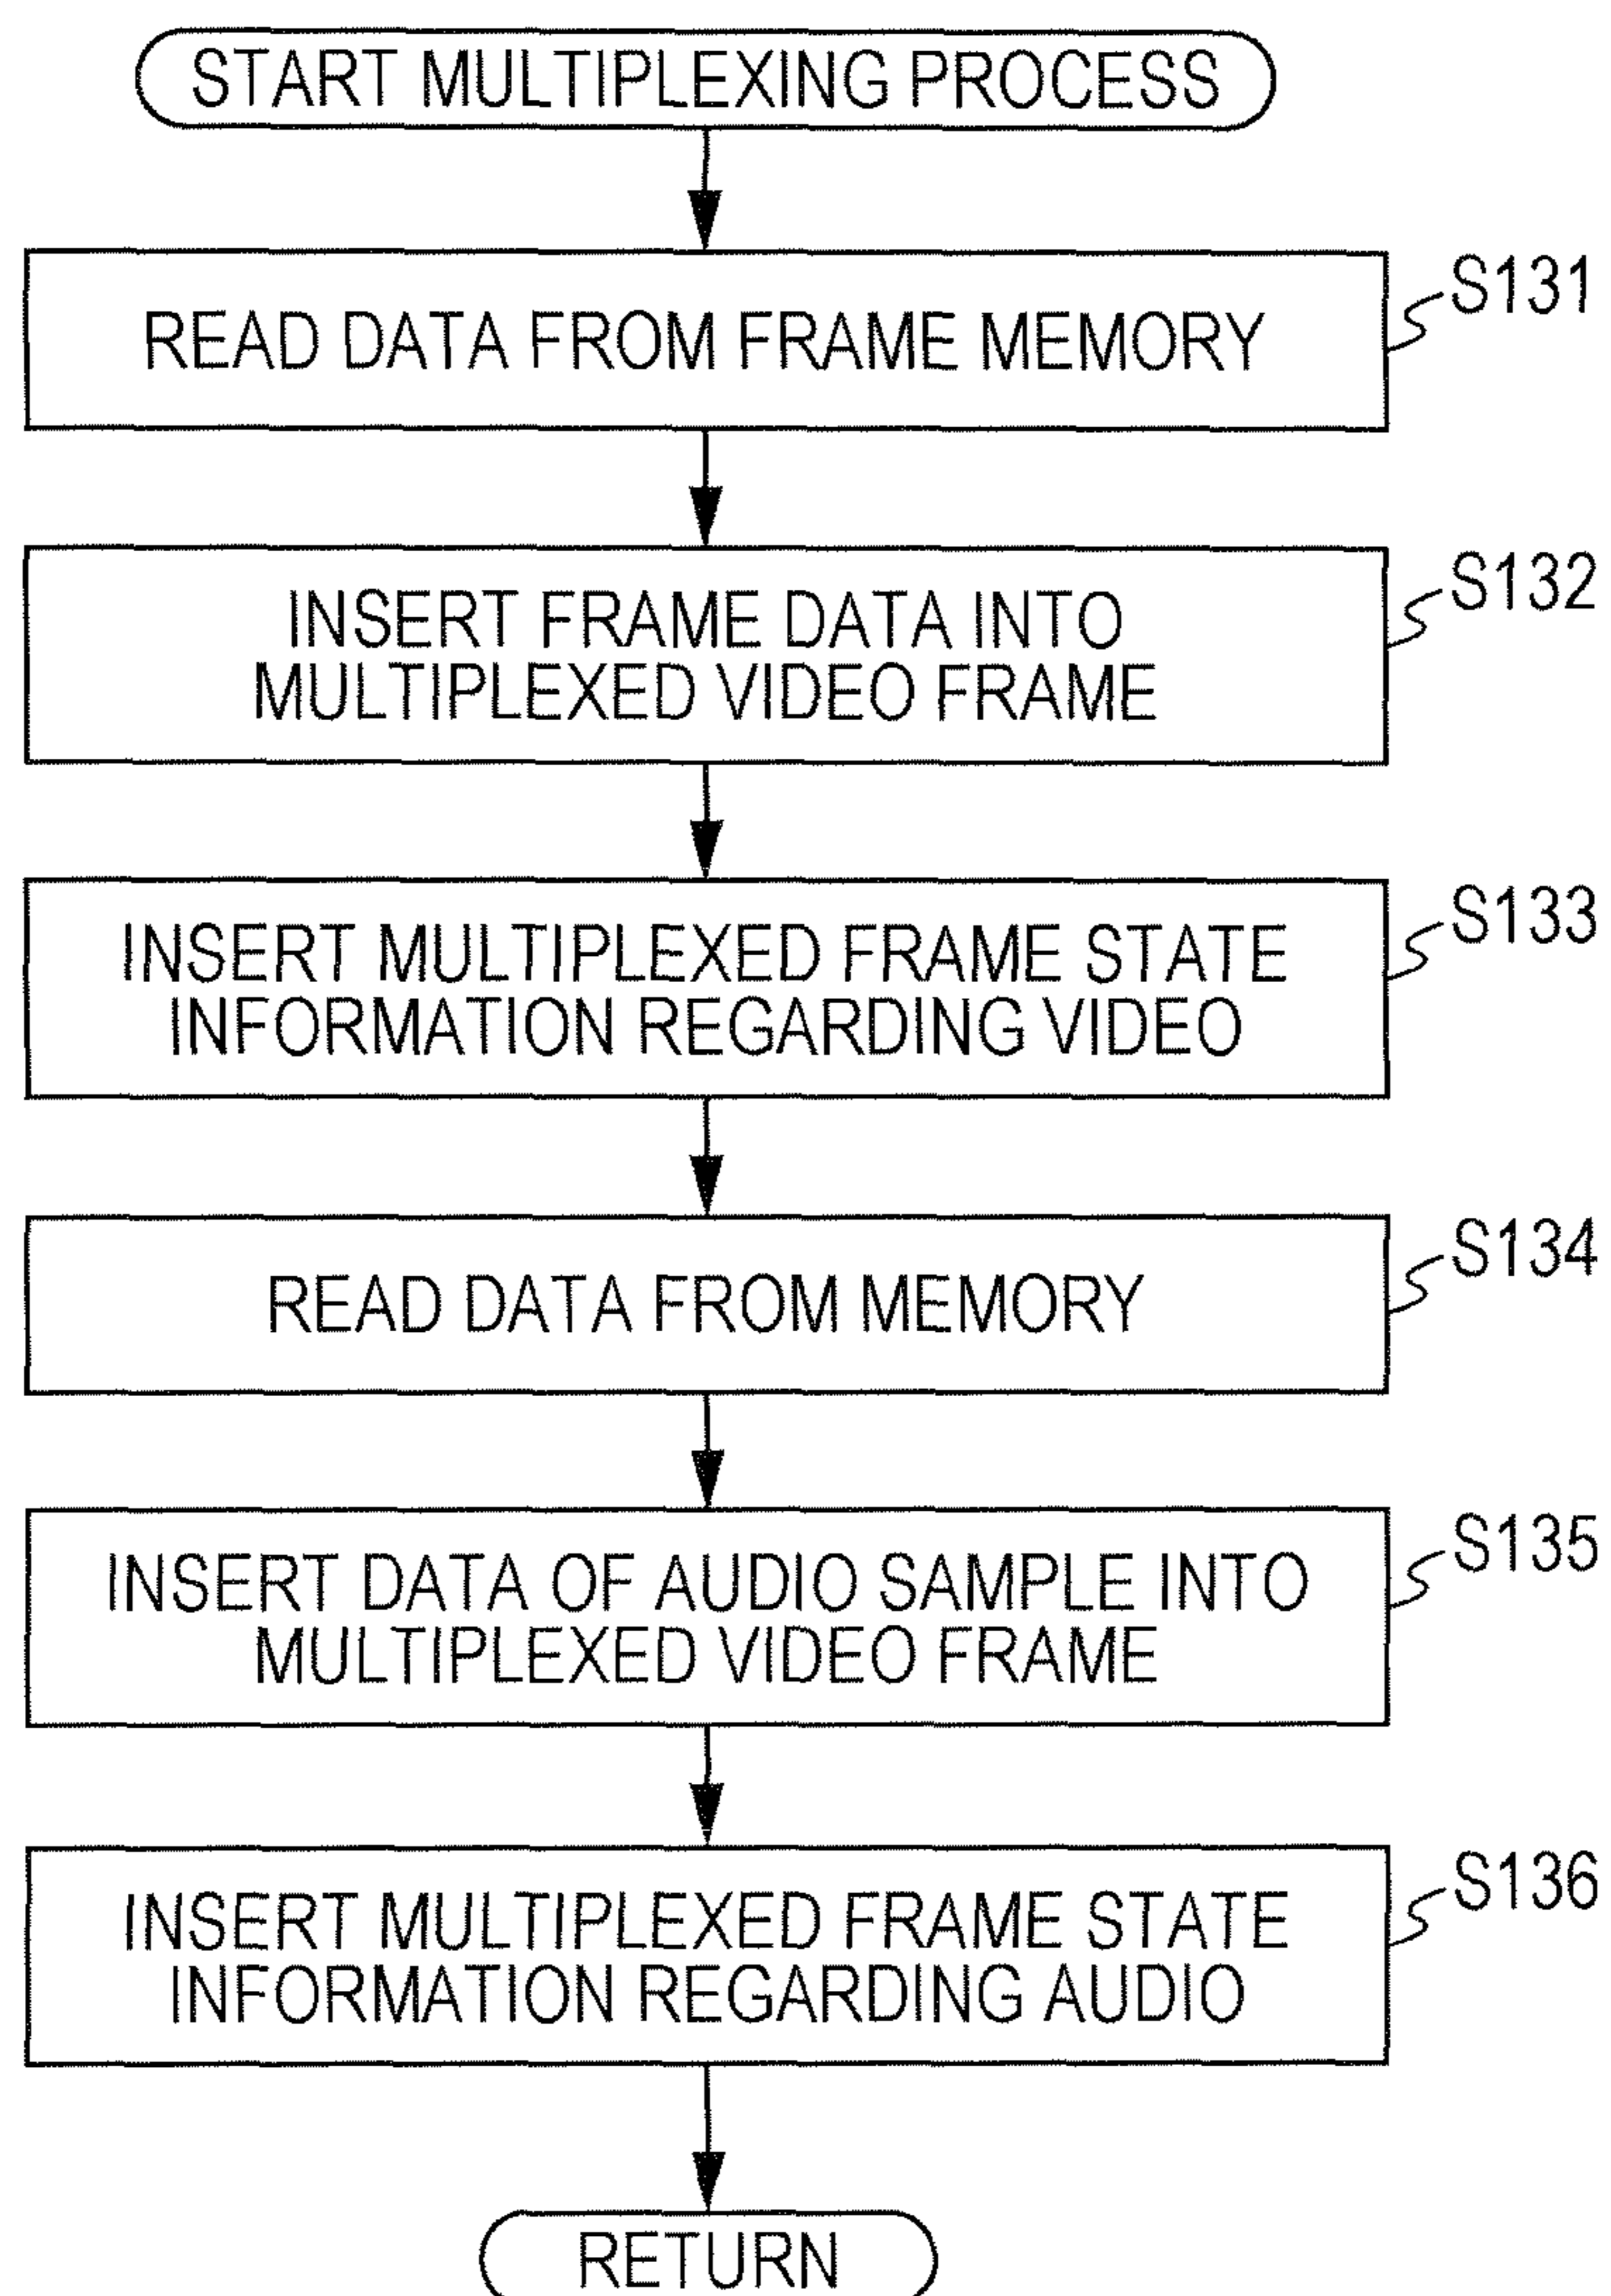 START MULTIPLEXING PROCESS
S131
READ DATA FROM FRAME MEMORY
S132
INSERT FRAME DATA INTO
MULTIPLEXED VIDEO FRAME
S133
INSERT MULTIPLEXED FRAME STATE
INFORMATION REGARDING VIDEO
S134
READ DATA FROM MEMORY
S135
INSERT DATA OF AUDIO SAMPLE INTO
MULTIPLEXED VIDEO FRAME
S136
INSERT MULTIPLEXED FRAME STATE
INFORMATION REGARDING AUDIO
RETURN